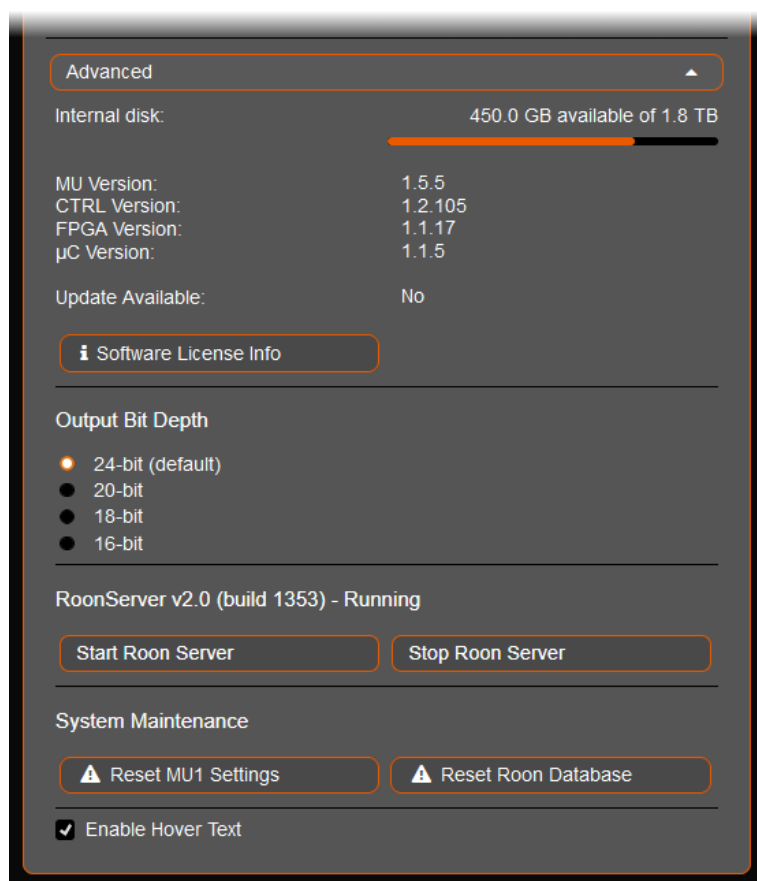 Advanced
Internal disk: 450.0 GB available of 1.8 TB
MU Version: 1.5.5
CTRL Version: 1.2.105
FPGA Version: 1.1.17
µC Version: 1.1.5
Update Available: No
Software License Info
Output Bit Depth
24-bit (default)
20-bit
18-bit
16-bit
RoonServer v2.0 (build 1353) - Running
Start Roon Server Stop Roon Server
System Maintenance
Reset MU1 Settings Reset Roon Database
Enable Hover Text